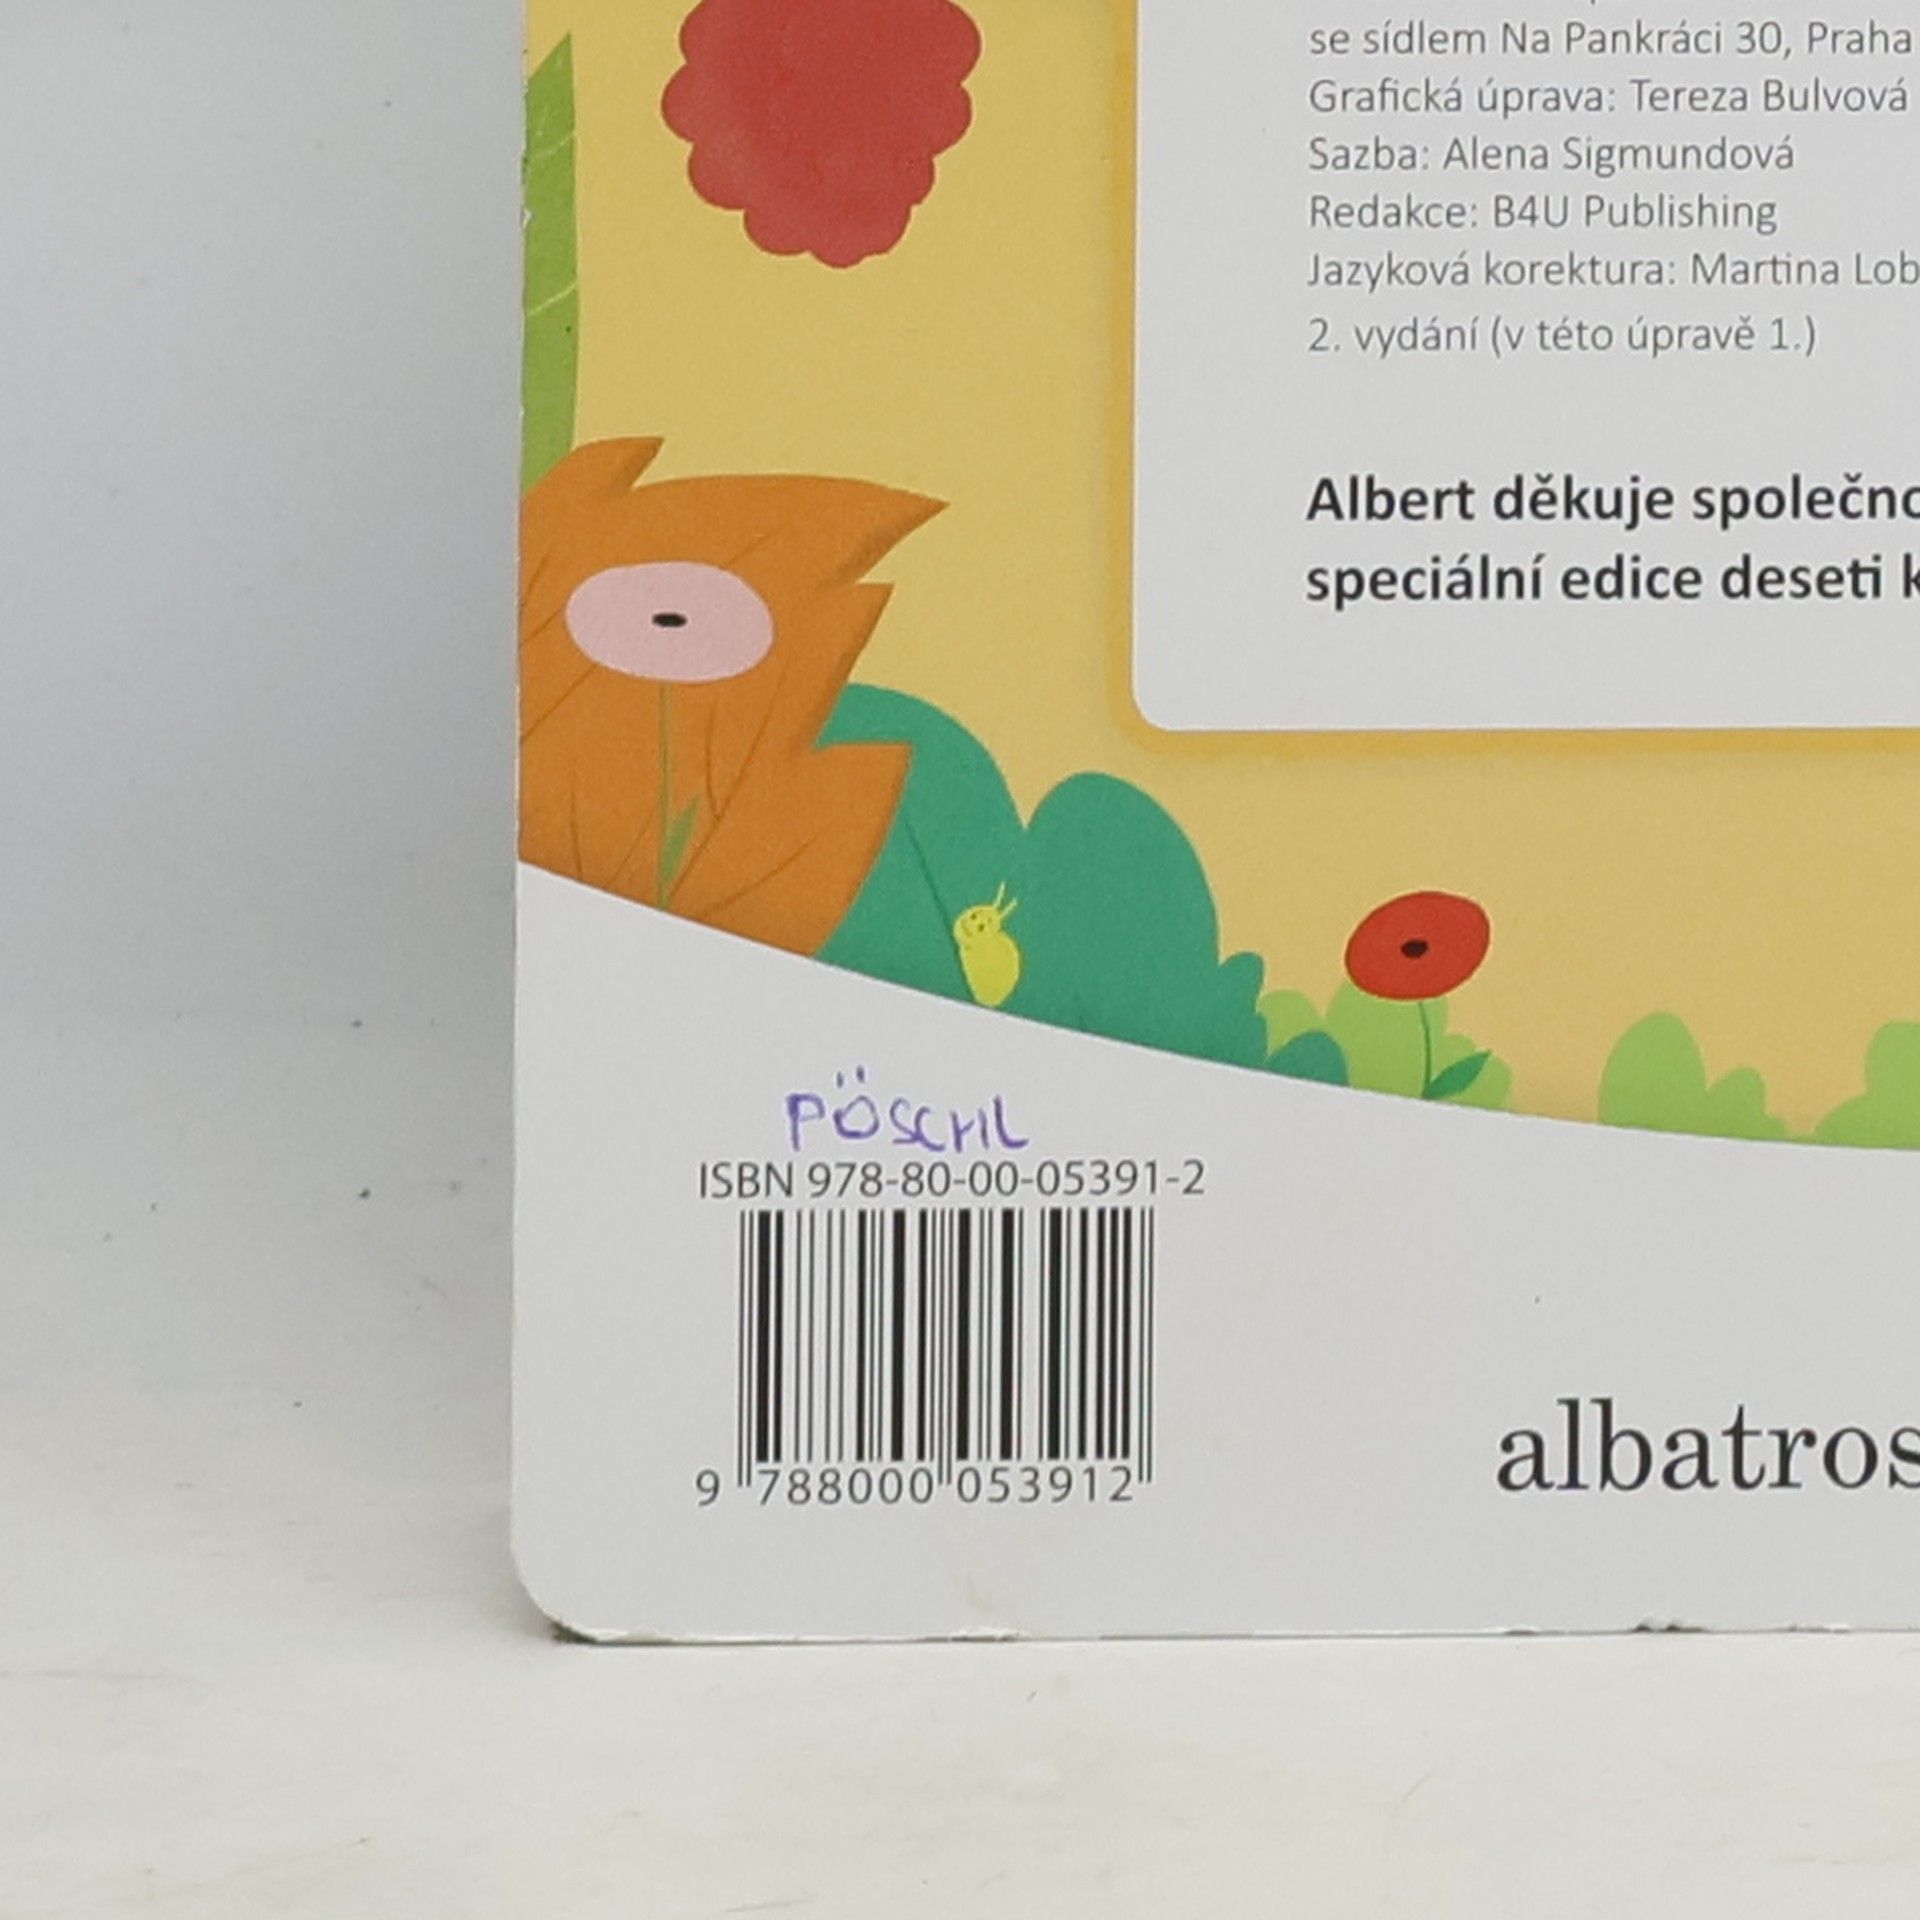 se sídlem Na Pankráci 30, Praha
Grafická úprava: Tereza Bulvová
Sazba: Alena Sigmundová
Redakce: B4U Publishing
Jazyková korektura: Martina Lob
2. vydání (v této úpravě 1.)
Albert děkuje společno
speciální edice deseti k
PÖSCHL
ISBN 978-80-00-05391-2
9 788000 053912
albatros